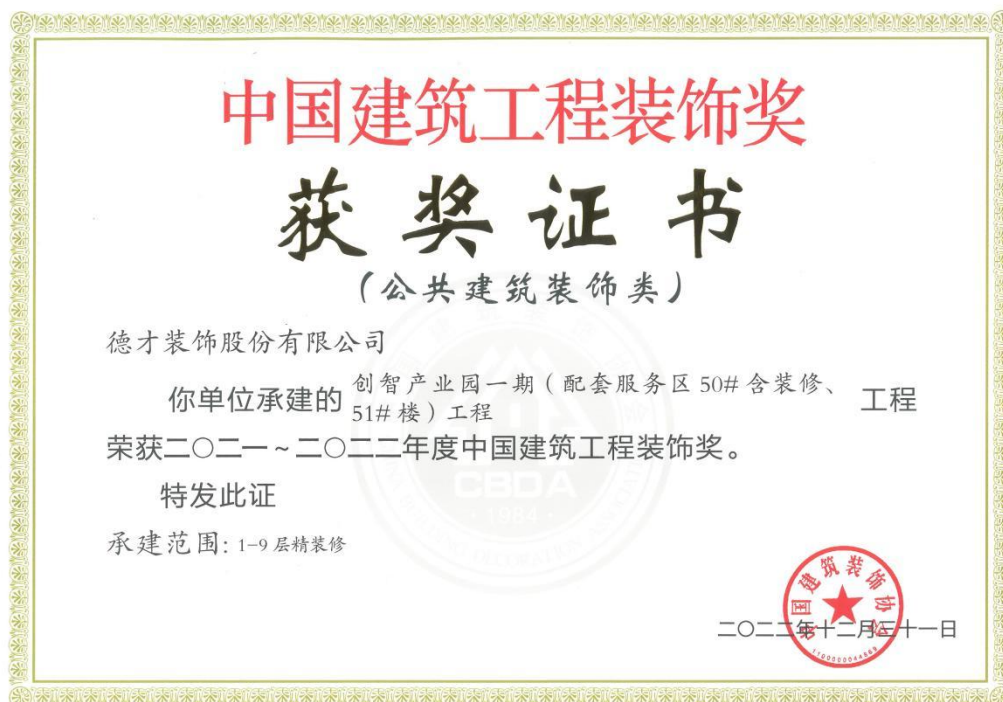 中国建筑工程装饰奖
获奖证书
(公共建筑装饰类)
德才装饰股份有限公司
你单位承建的 创智产业园一期(配套服务区 50# 含装修、
51# 楼)工程 工程
荣获二〇二一~二〇二二年度中国建筑工程装饰奖。
特发此证
承建范围: 1-9 层精装修
中国建筑装饰协会
二〇二二年十二月三十一日
CBDA
·1984·